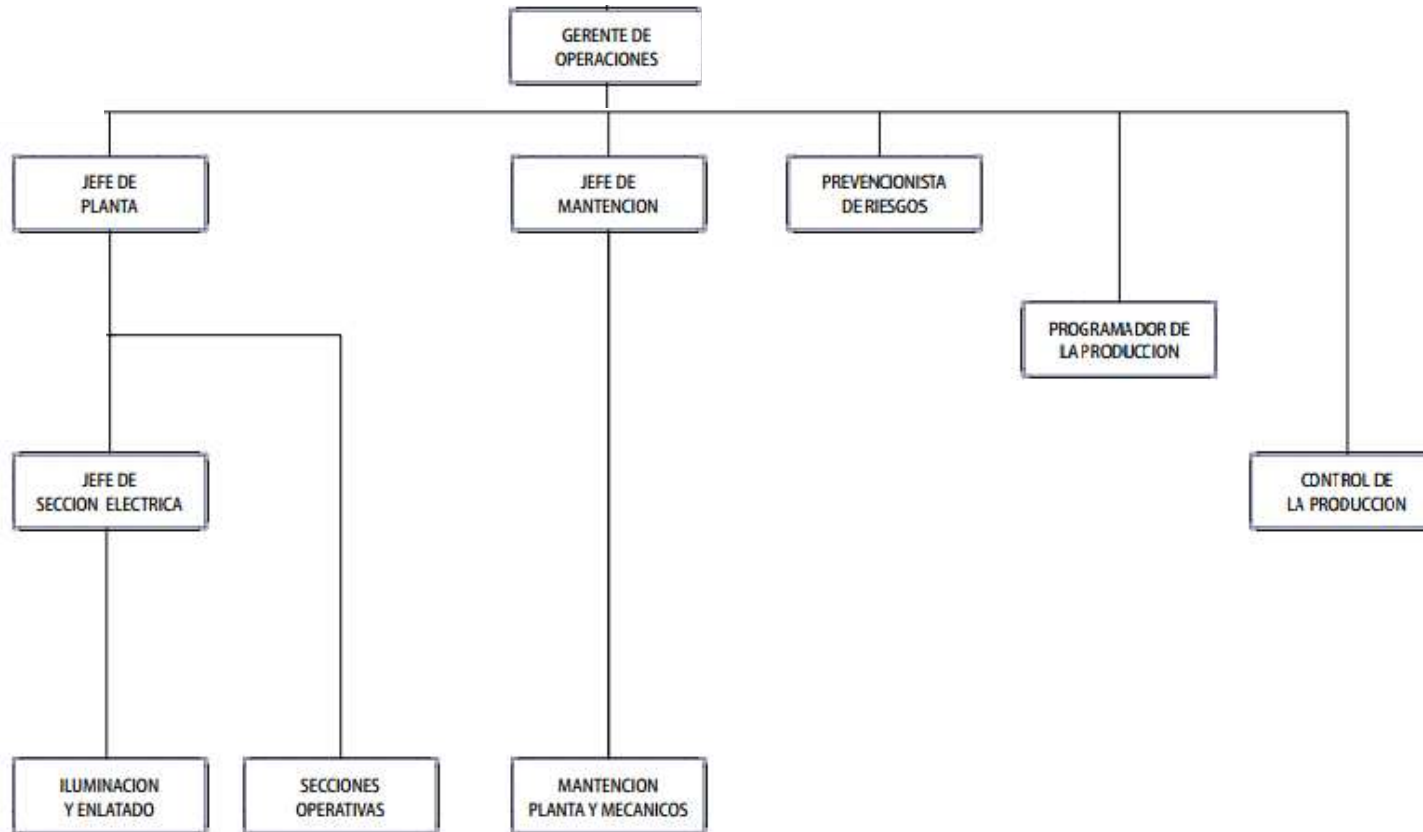 GERENTE DE
OPERACIONES
JEFE DE
PLANTA
JEFE DE
MANTENCION
PREVENCIONISTA
DE RIESGOS
PROGRAMADOR DE
LA PRODUCCION
JEFE DE
SECCION ELECTRICA
CONTROL DE
LA PRODUCCION
ILUMINACION
Y ENLATADO
SECCIONES
OPERATIVAS
MANTENCION
PLANTA Y MECANICOS